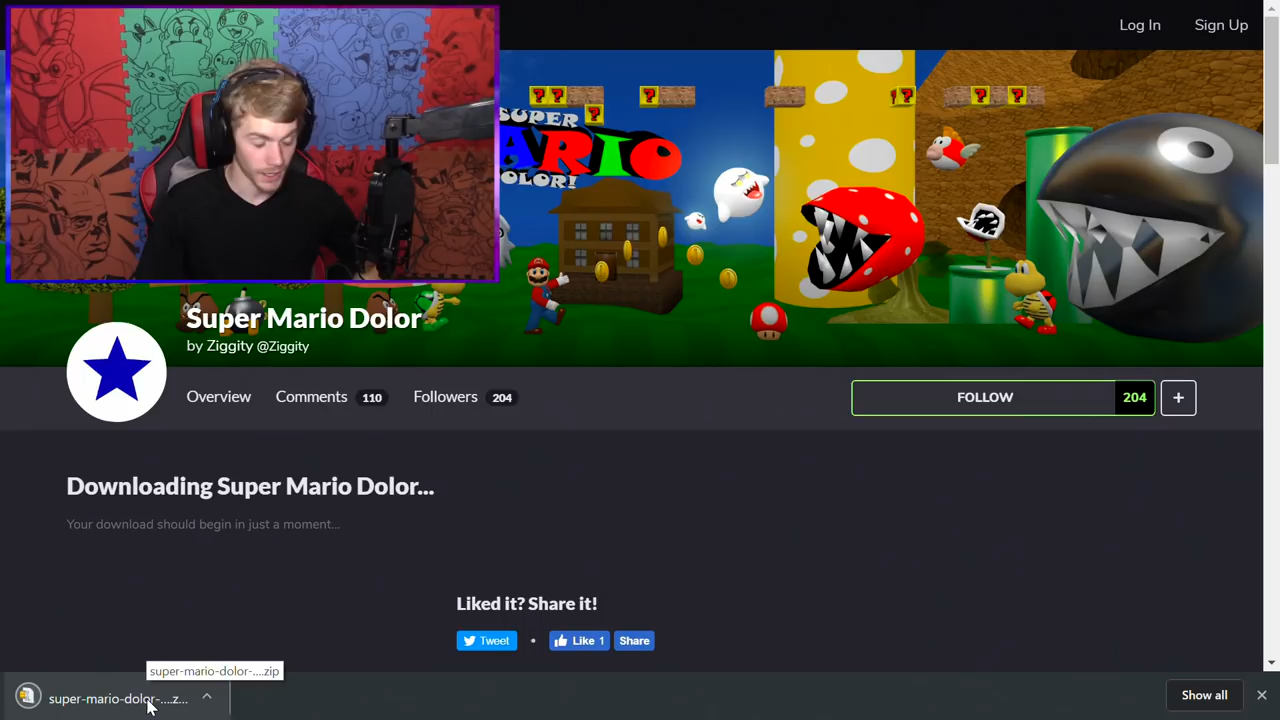 Log In Sign Up
SUPER
MARIO
DOLOR!
Super Mario Dolor
by Ziggity @Ziggity
Overview Comments 110 Followers 204
FOLLOW 204 +
Downloading Super Mario Dolor...
Your download should begin in just a moment...
Liked it? Share it!
Tweet • Like 1 Share
super-mario-dolor-....zip
super-mario-dolor-....z...
Show all